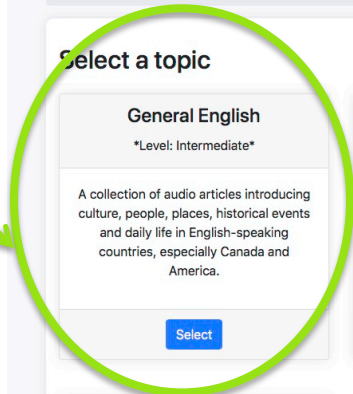 Select a topic
General English
*Level: Intermediate*
A collection of audio articles introducing
culture, people, places, historical events
and daily life in English-speaking
countries, especially Canada and
America.
Select